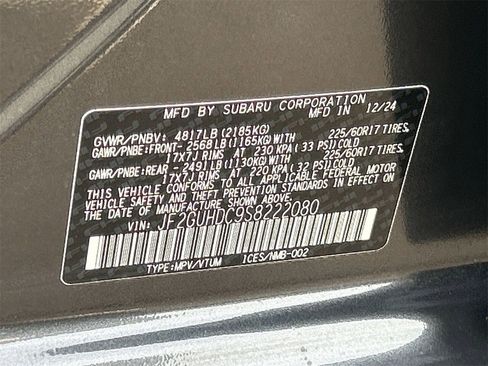 MFD BY SUBARU CORPORATION
MFD IN 12/24
GVWR/PNBV: 4817LB (2185KG)
GAWR/PNBE:FRONT- 2568LB(1165KG)WITH 225/60R17 TIRES,
17X7J RIMS, AT 230 KPA(33 PSI)COLD
GAWR/PNBE:REAR - 2491LB(1130KG)WITH 225/60R17 TIRES,
17X7J RIMS, AT 220 KPA(32 PSI)COLD
THIS VEHICLE CONFORMS TO ALL APPLICABLE FEDERAL MOTOR
VEHICLE SAFETY AND THEFT PREVENTION STANDARDS IN EFFECT
ON THE DATE OF MANUFACTURE SHOWN ABOVE.
VIN: JF2GUHDC9S8222080
TYPE:MPV/VTUM ICES/NMB-002